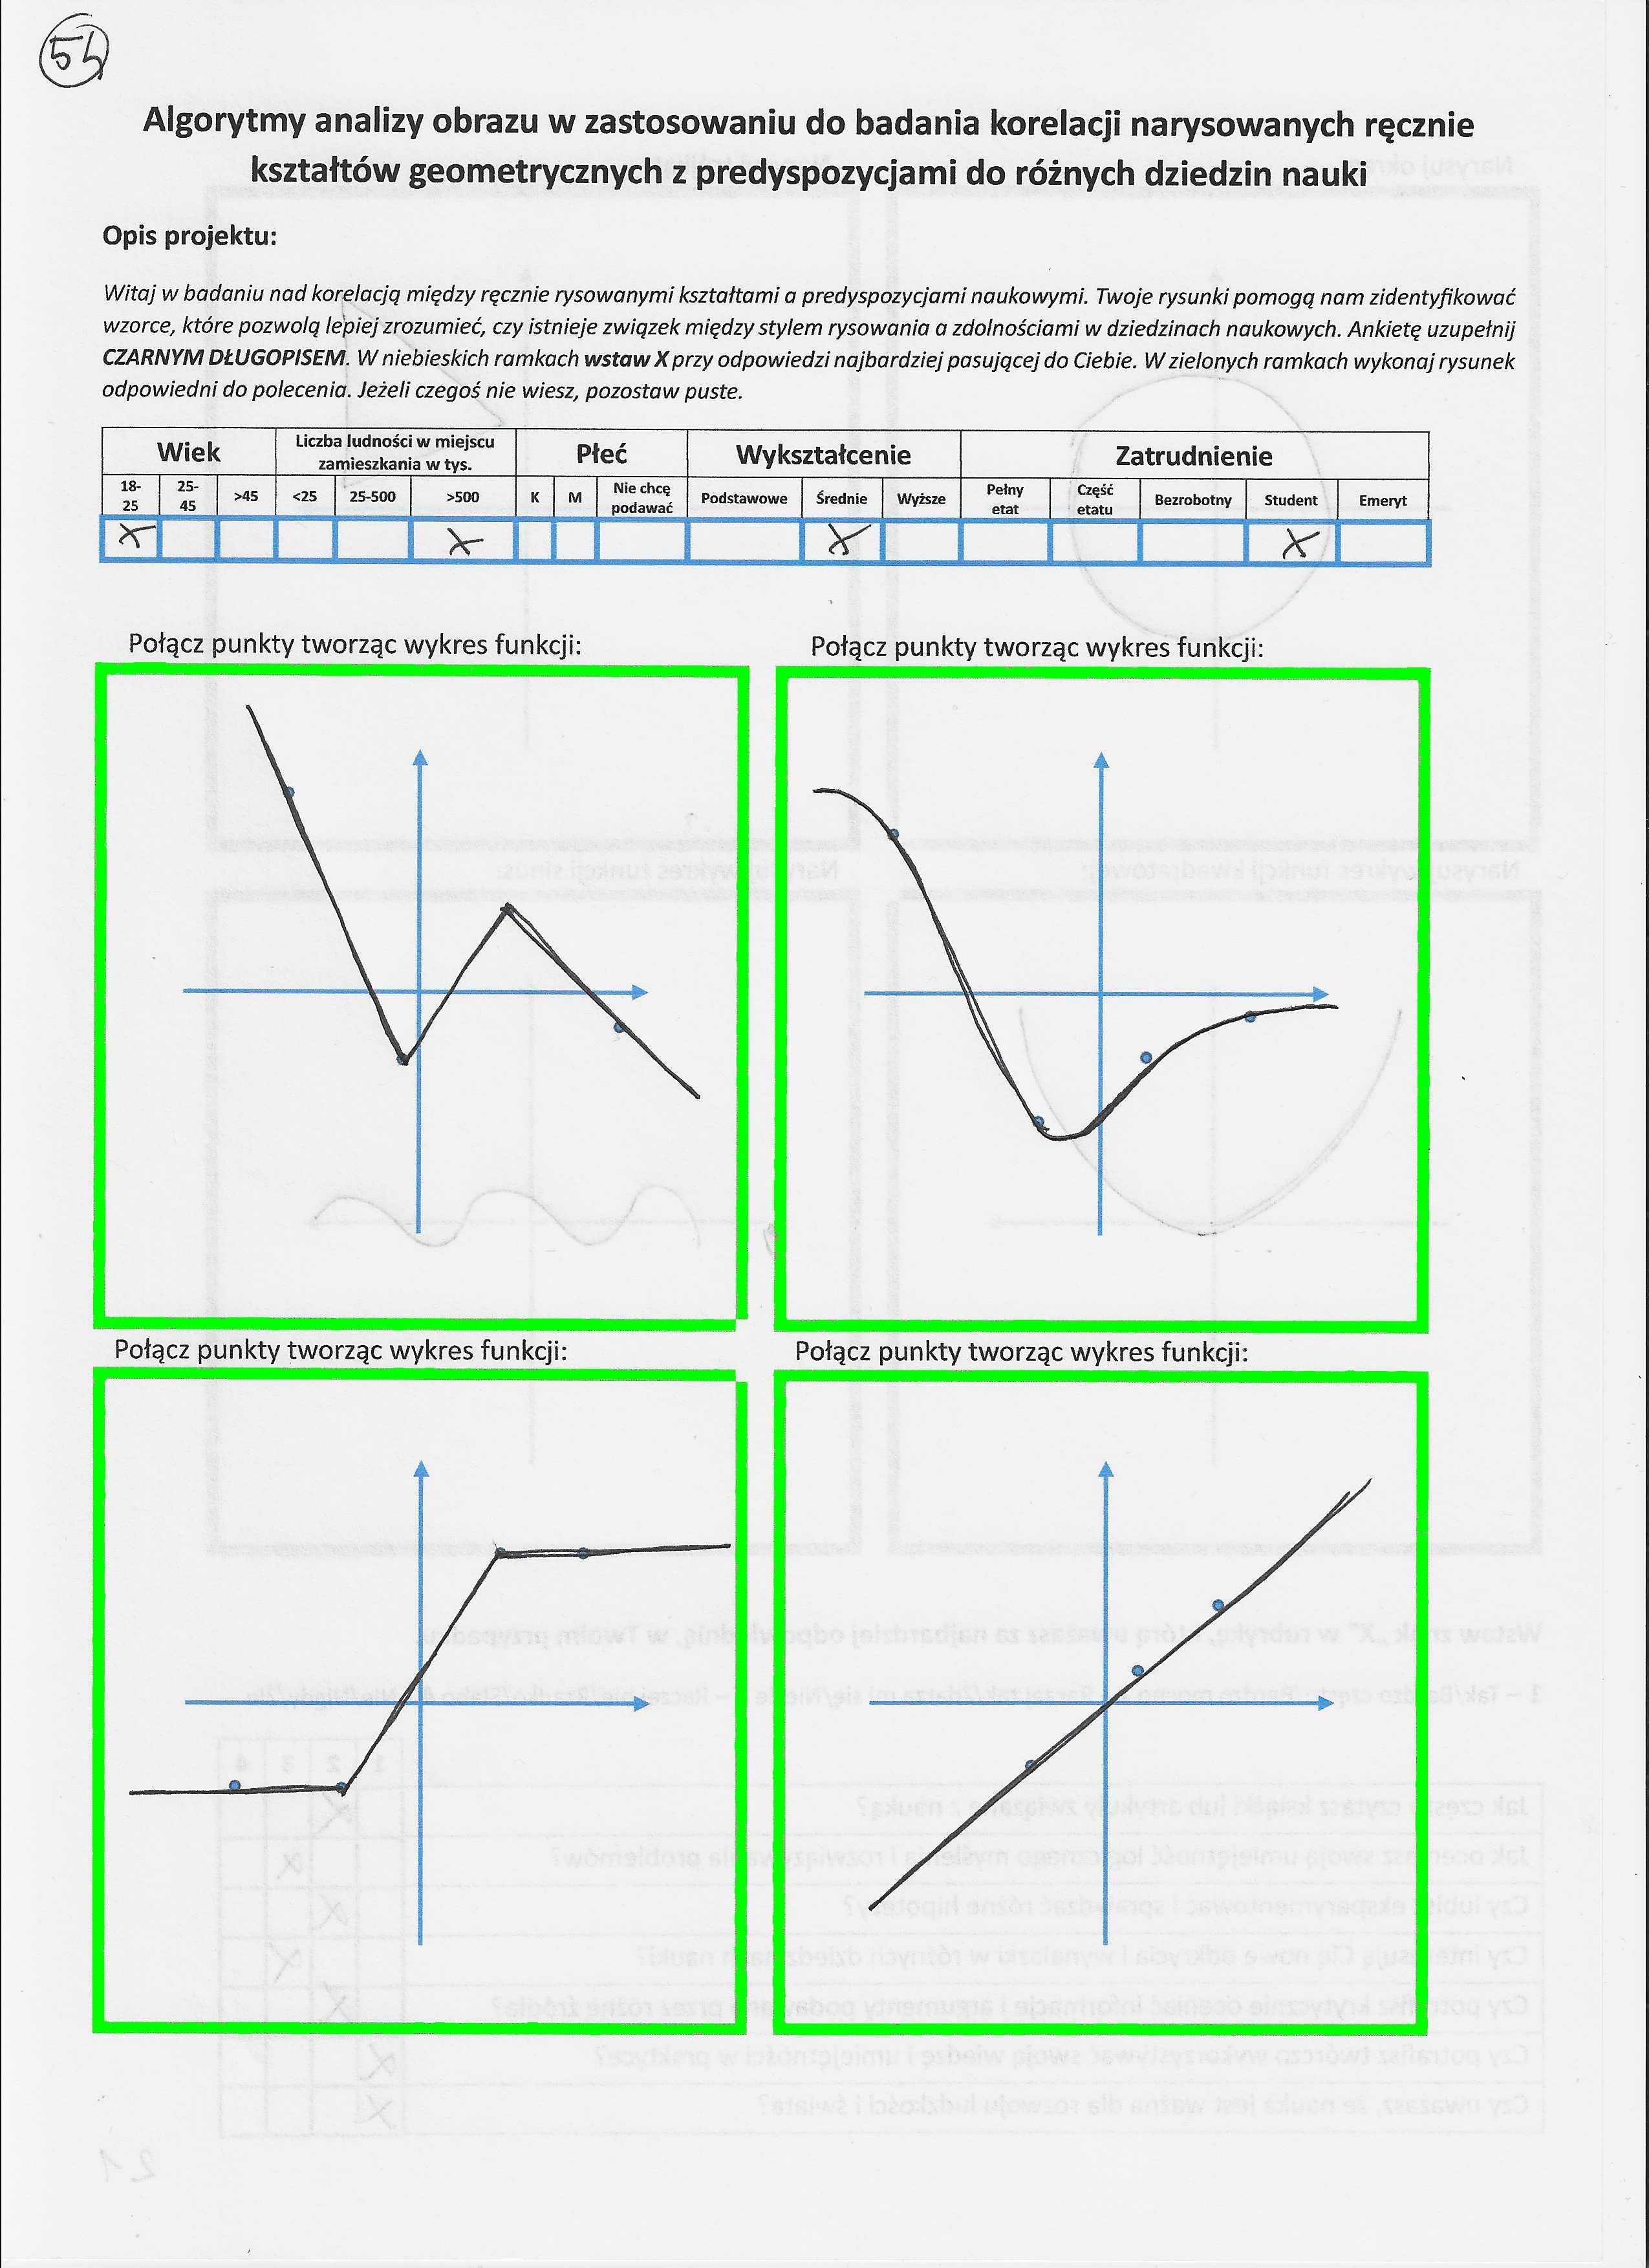 54
Algorytmy analizy obrazu w zastosowaniu do badania korelacji narysowanych ręcznie
kształtów geometrycznych z predyspozycjami do różnych dziedzin nauki
Opis projektu:
Witaj w badaniu nad korelacją między ręcznie rysowanymi kształtami a predyspozycjami naukowymi. Twoje rysunki pomogą nam zidentyfikować
wzorce, które pozwolą lepiej zrozumieć, czy istnieje związek między stylem rysowania a zdolnościami w dziedzinach naukowych. Ankietę uzupełnij
CZARNYM DŁUGOPISEM. W niebieskich ramkach wstaw X przy odpowiedzi najbardziej pasującej do Ciebie. W zielonych ramkach wykonaj rysunek
odpowiedni do polecenia. Jeżeli czegoś nie wiesz, pozostaw puste.
Wiek Liczba ludności w miejscu zamieszkania w tys. Płeć Wykształcenie Zatrudnienie
18-25 25-45 >45 <25 25-500 >500 K M Nie chcę podawać Podstawowe Średnie Wyższe Pełny etat Część etatu Bezrobotny Student Emeryt
X X X X
Połącz punkty tworząc wykres funkcji: Połącz punkty tworząc wykres funkcji:
Połącz punkty tworząc wykres funkcji: Połącz punkty tworząc wykres funkcji: